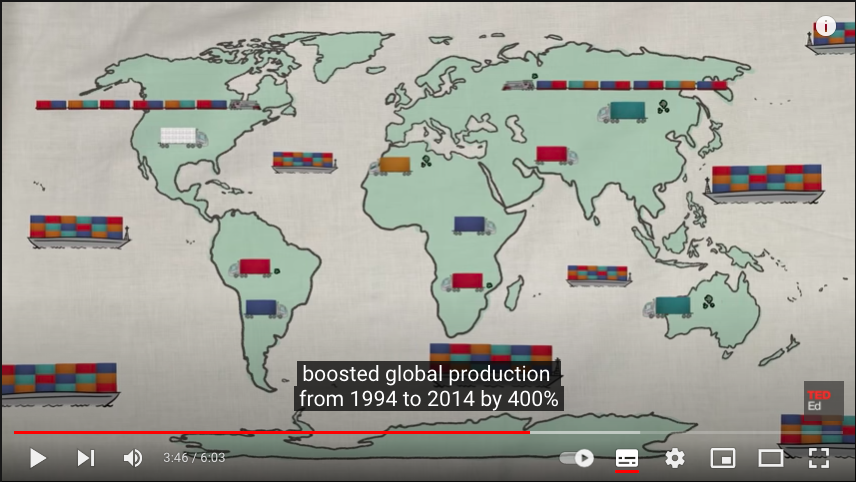 boosted global production
from 1994 to 2014 by 400%
TED
Ed
3:46 / 6:03